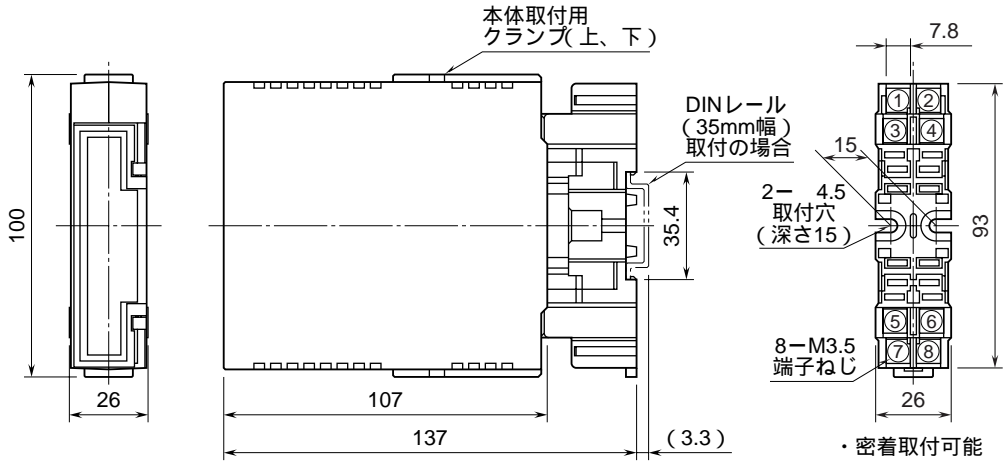 本体取付用
クランプ(上、下)
7.8
DINレール
(35mm幅)
取付の場合
1 2
3 4
15
100
35.4
2ー 4.5
取付穴
(深さ15)
93
5 6
7 8
8ーM3.5
端子ねじ
26
107
26
137
(3.3)
・密着取付可能